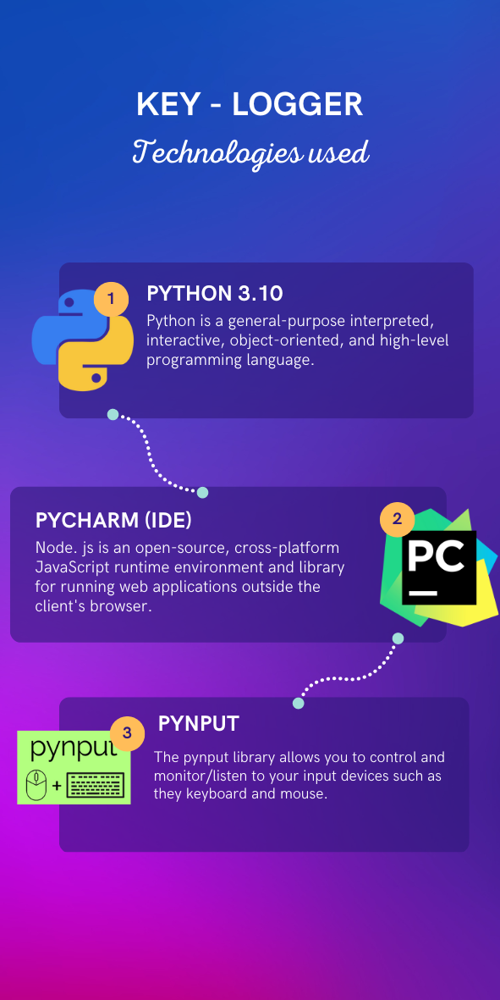 KEY - LOGGER
Technologies used
1
PYTHON 3.10
Python is a general-purpose interpreted,
interactive, object-oriented, and high-level
programming language.
PYCHARM (IDE)
2
Node. js is an open-source, cross-platform
JavaScript runtime environment and library
for running web applications outside the
client's browser.
PC
3
PYNPUT
pynput
+
The pynput library allows you to control and
monitor/listen to your input devices such as
they keyboard and mouse.